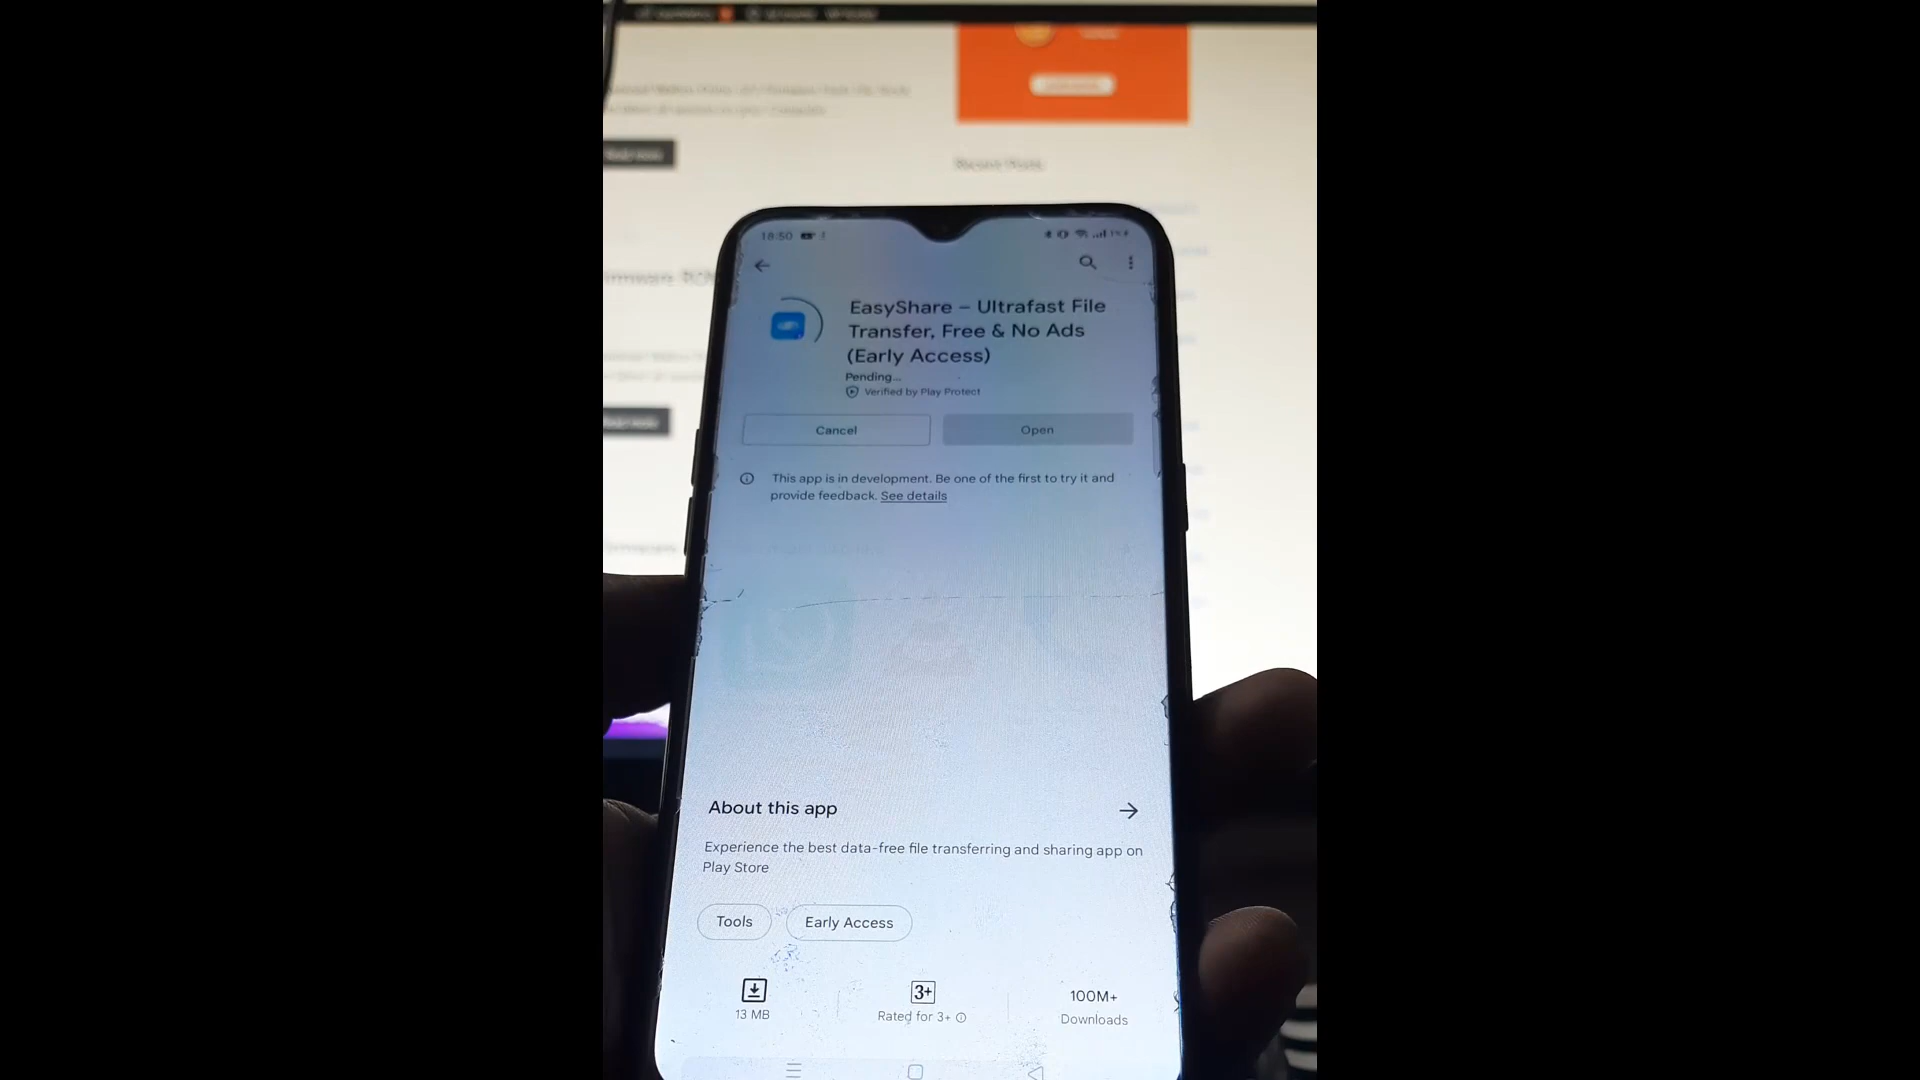 Recent Posts
18:50
EasyShare – Ultrafast File
Transfer, Free & No Ads
(Early Access)
Pending...
Verified by Play Protect
Cancel
Open
This app is in development. Be one of the first to try it and
provide feedback. See details
About this app
Experience the best data-free file transferring and sharing app on
Play Store
Tools
Early Access
13 MB
3+
Rated for 3+
100M+
Downloads